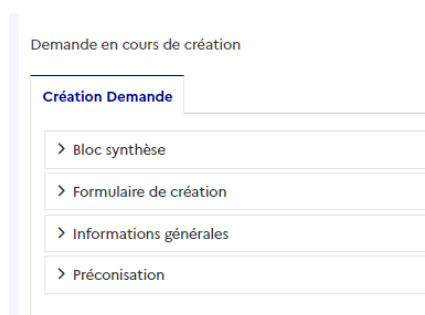 Demande en cours de création
Création Demande
Bloc synthèse
Formulaire de création
Informations générales
Préconisation